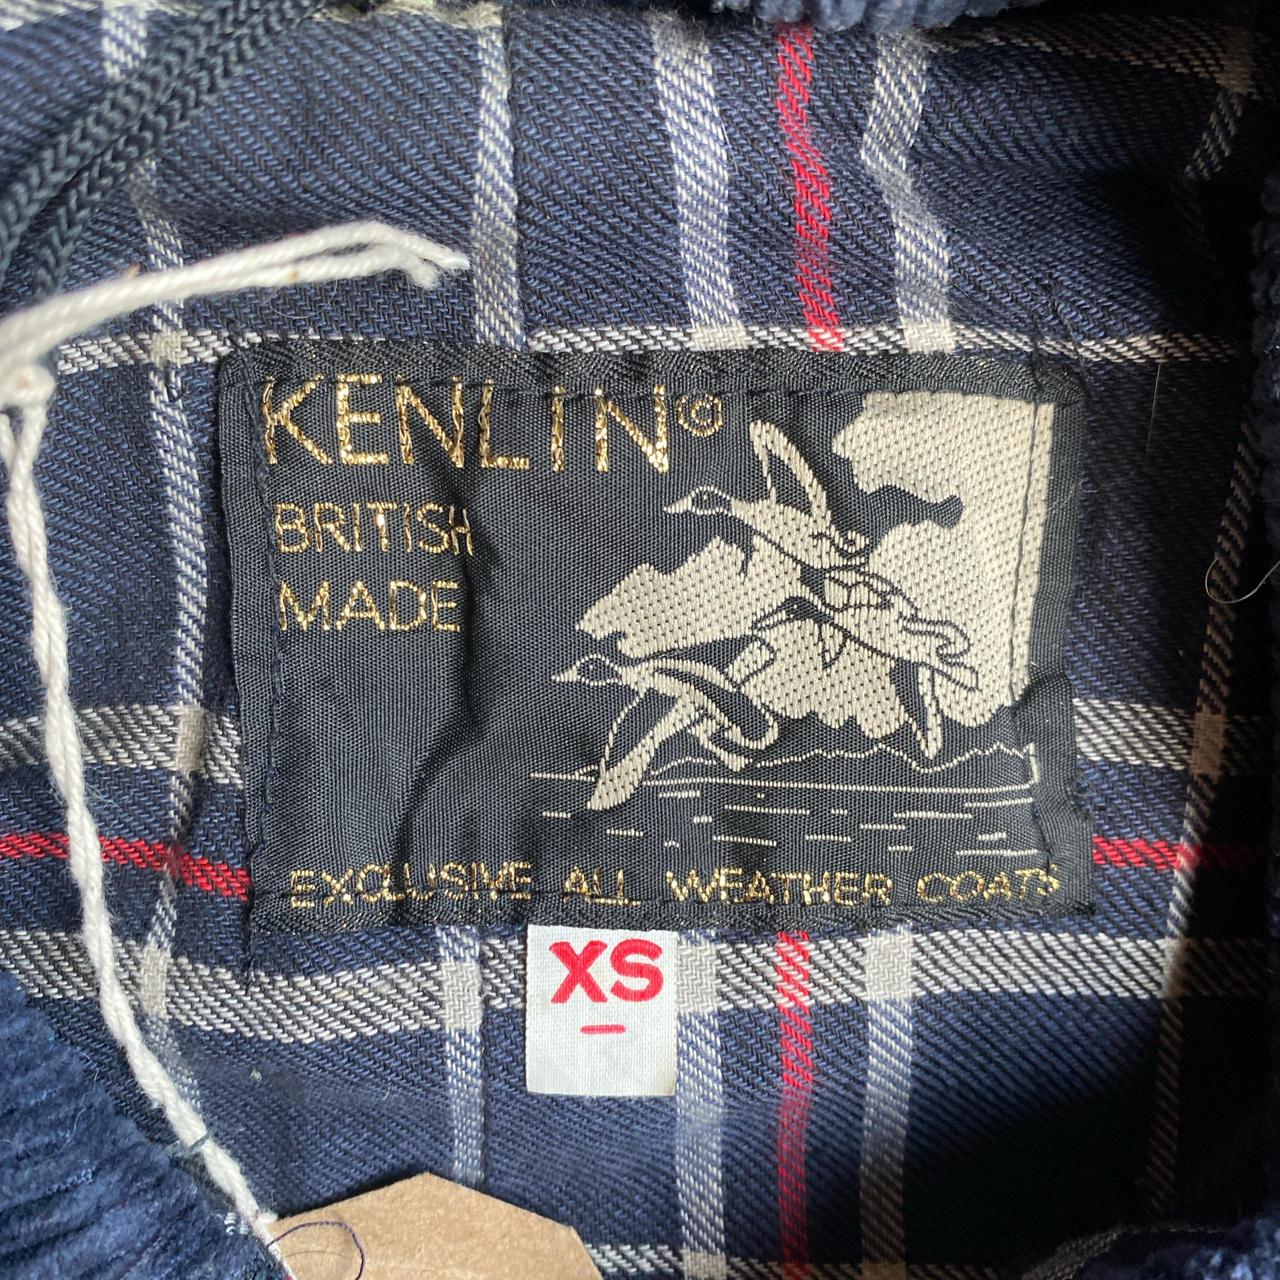 KENLIN©
BRITISH
MADE
EXCLUSIVE ALL WEATHER COATS
XS